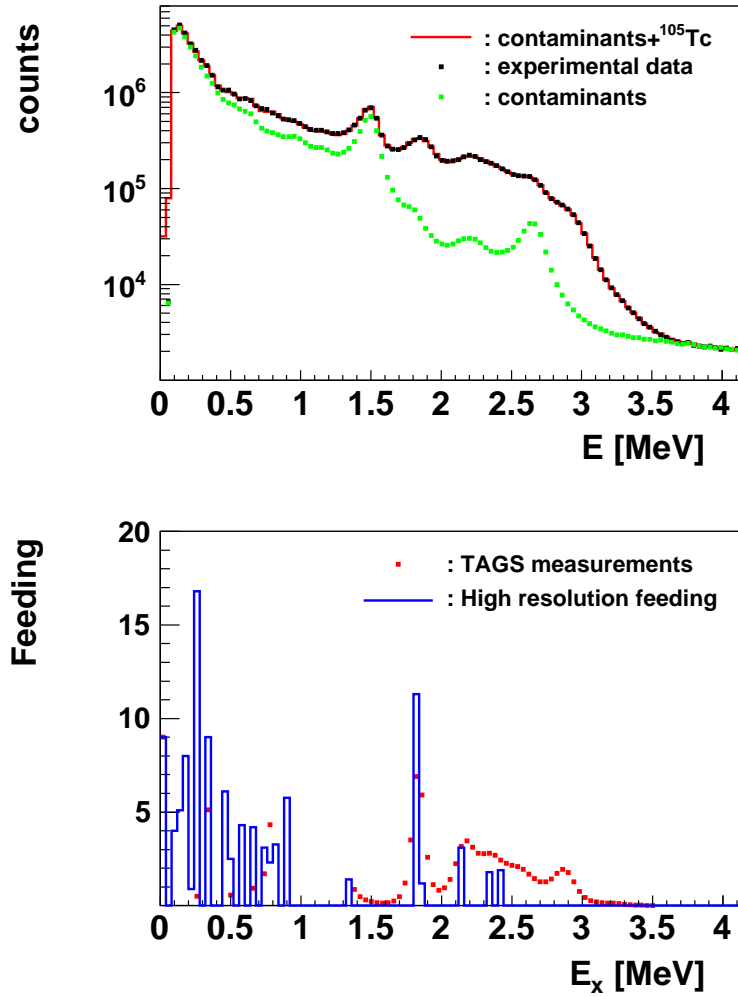 counts
10⁶
10⁵
10⁴
: contaminants+¹⁰⁵Tc
: experimental data
: contaminants
0 0.5 1 1.5 2 2.5 3 3.5 4
E [MeV]
Feeding
20
15
10
5
: TAGS measurements
: High resolution feeding
0 0.5 1 1.5 2 2.5 3 3.5 4
Eₓ [MeV]